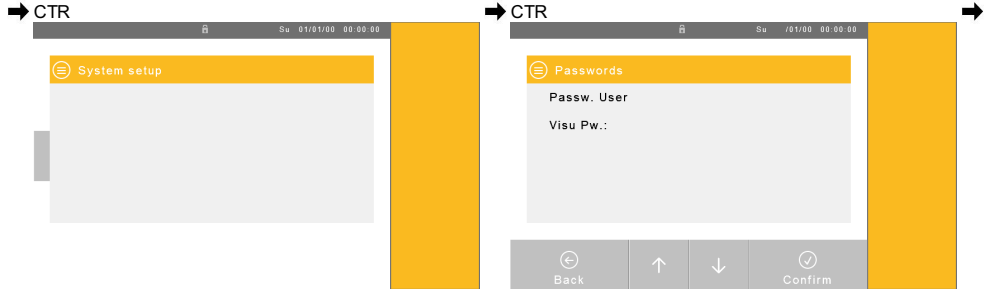 CTR
Su 01/01/00 00:00:00
System setup
CTR
Su /01/00 00:00:00
Passwords
Passw. User
Visu Pw.:
Back
Confirm